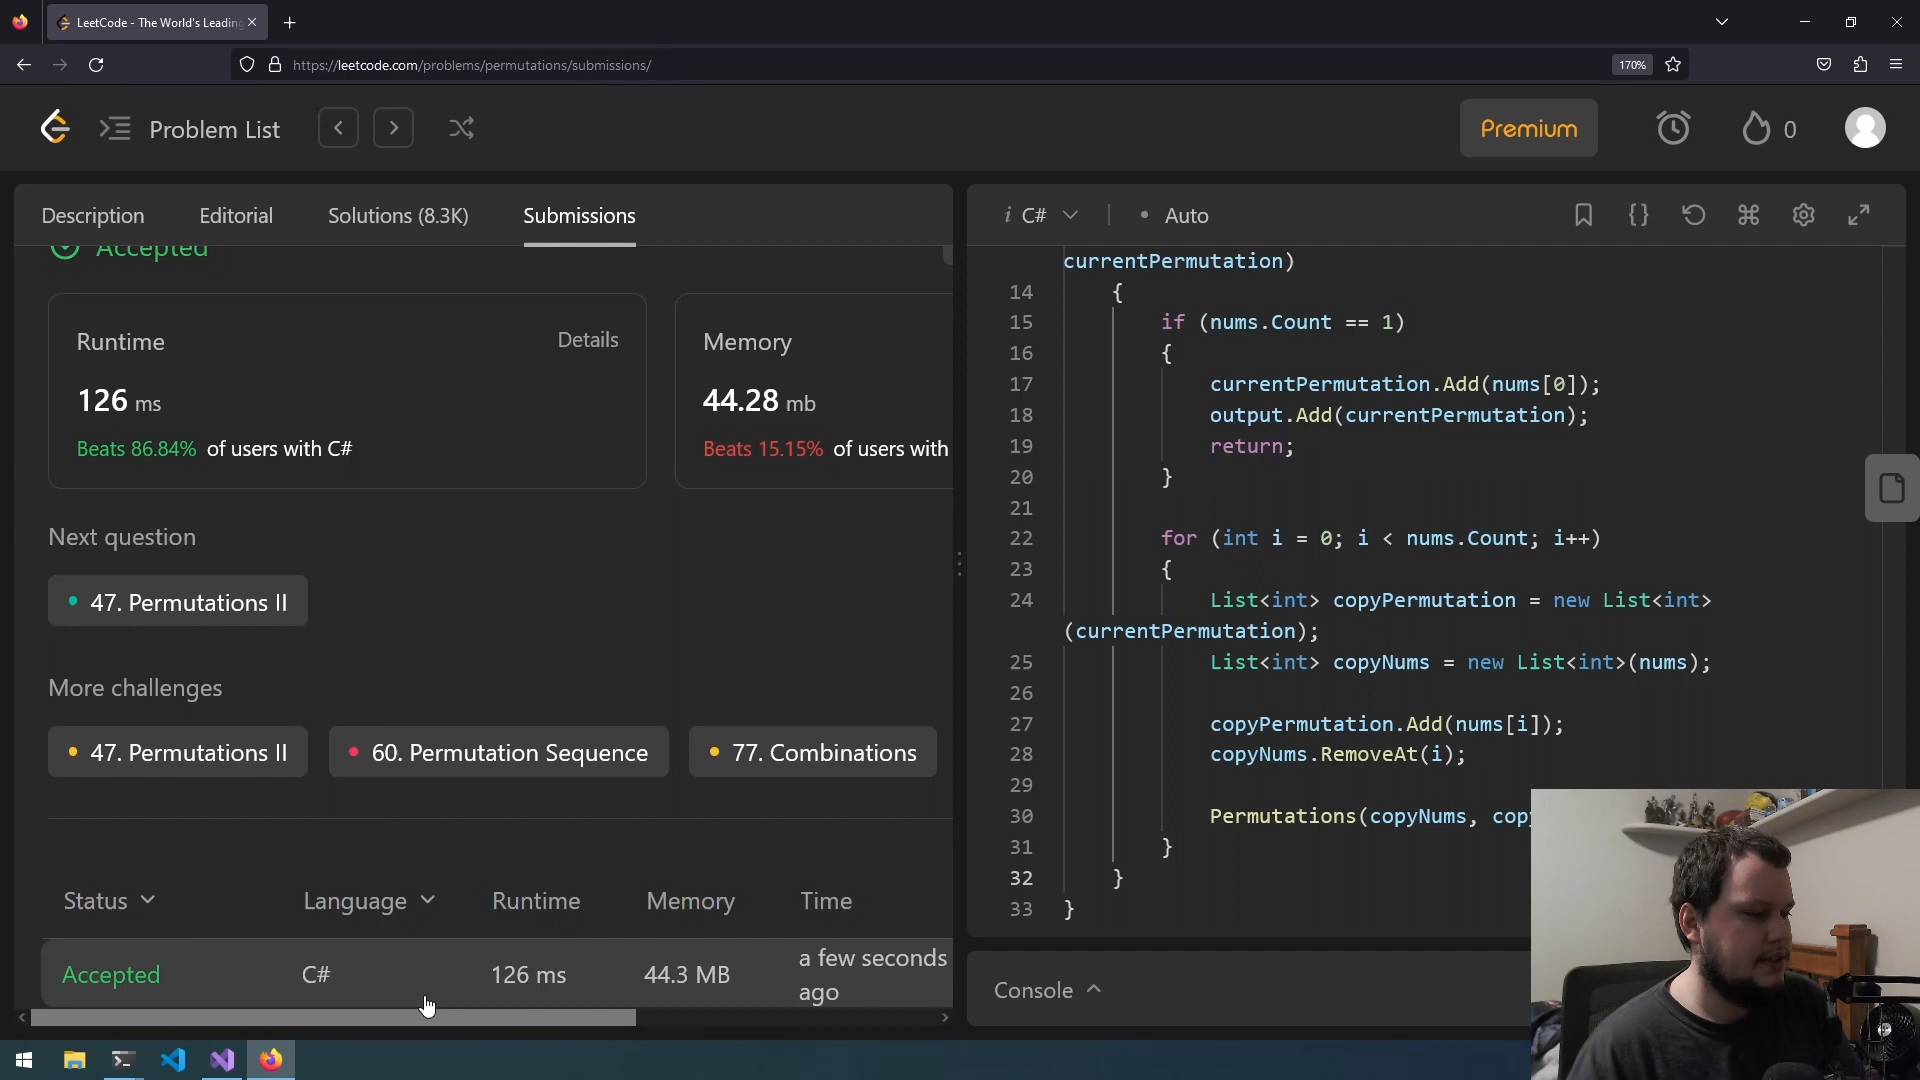 LeetCode - The World's Leading
https://leetcode.com/problems/permutations/submissions/
170%
Problem List
Premium
0
Description
Editorial
Solutions (8.3K)
Submissions
Accepted
Runtime
Details
126 ms
Beats 86.84% of users with C#
Memory
44.28 mb
Beats 15.15% of users with
Next question
47. Permutations II
More challenges
47. Permutations II
60. Permutation Sequence
77. Combinations
Status
Language
Runtime
Memory
Time
Accepted
C#
126 ms
44.3 MB
a few seconds
ago
i C#
Auto
currentPermutation)
14 {
15 if (nums.Count == 1)
16 {
17 currentPermutation.Add(nums[0]);
18 output.Add(currentPermutation);
19 return;
20 }
21
22 for (int i = 0; i < nums.Count; i++)
23 {
24 List<int> copyPermutation = new List<int>
(currentPermutation);
25 List<int> copyNums = new List<int>(nums);
26
27 copyPermutation.Add(nums[i]);
28 copyNums.RemoveAt(i);
29
30 Permutations(copyNums, cop
31 }
32 }
33 }
Console